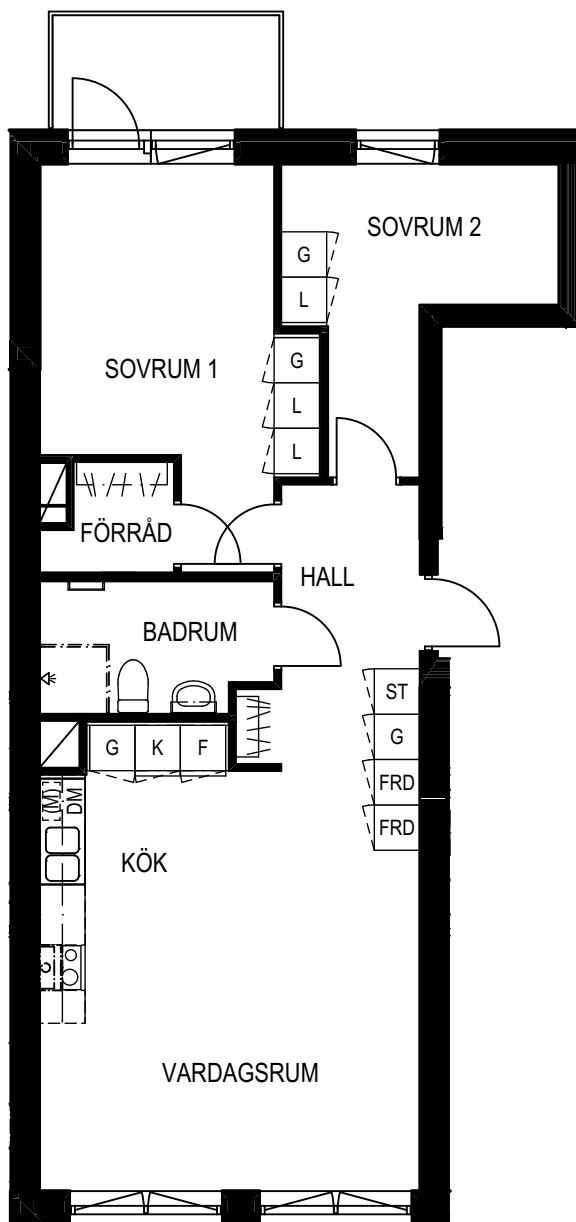 SOVRUM 2
G
L
SOVRUM 1
G
L
L
FÖRRÅD
HALL
BADRUM
ST
G
FRD
FRD
G K F
(M)
DM
KÖK
VARDAGSRUM